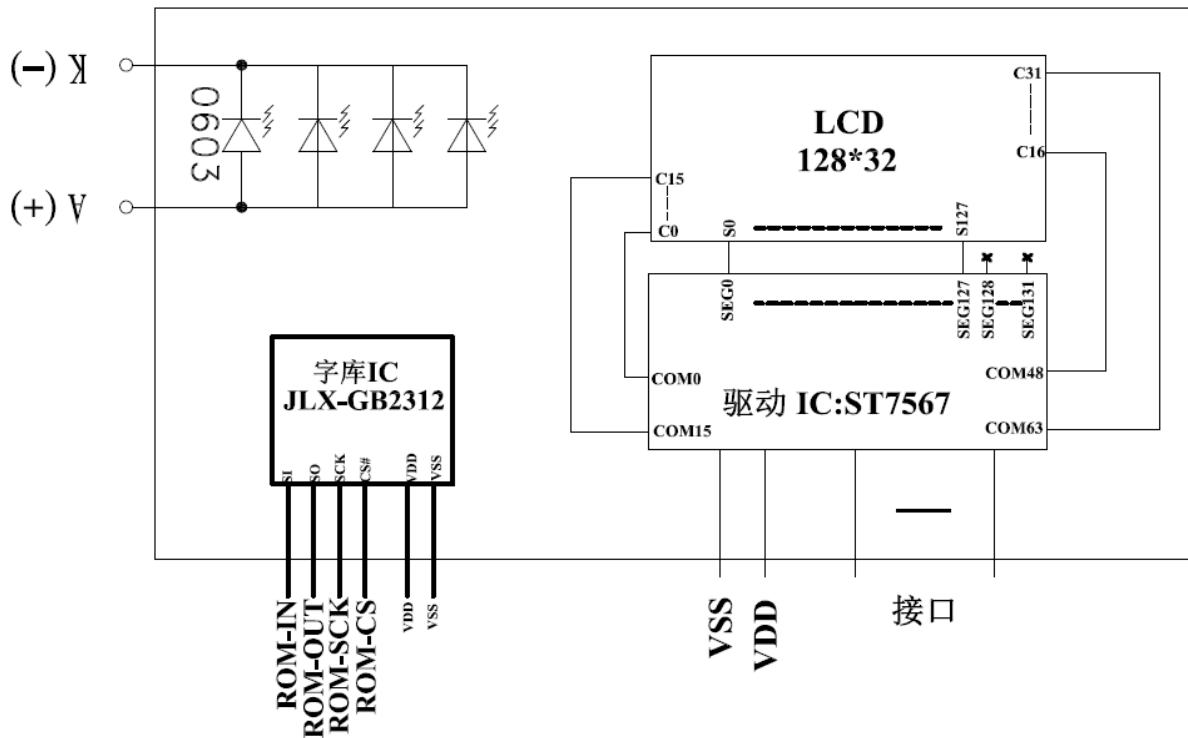 (-) K
0603
(+) A
LCD
128*32
C31
C16
C15
C0
S0
S127
SEG0
SEG127
SEG128
SEG131
COM0
COM15
COM48
COM63
驱动 IC:ST7567
字库IC
JLX-GB2312
SI
SO
SCK
CS#
VDD
VSS
ROM-IN
ROM-OUT
ROM-SCK
ROM-CS
VDD
VSS
VSS
VDD
接口